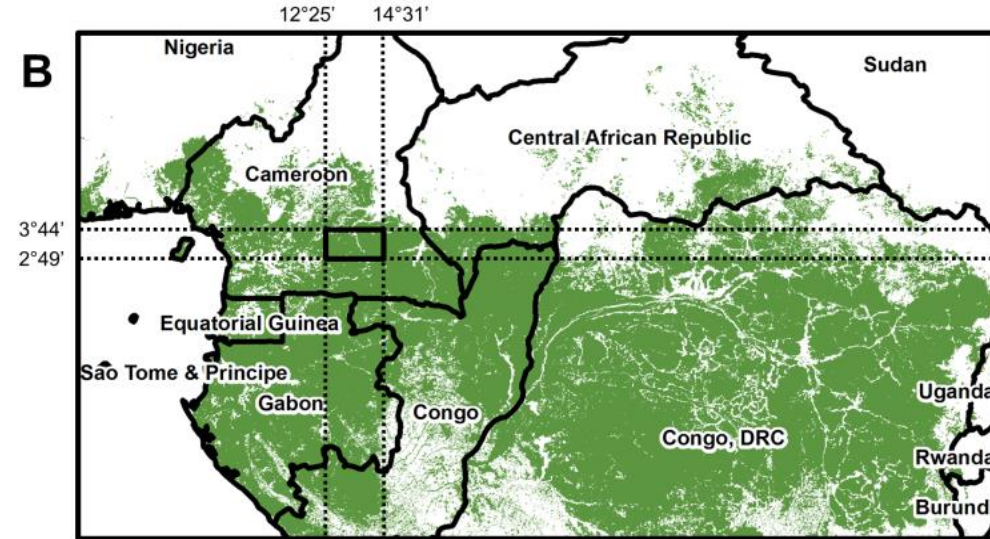 12°25' 14°31'
B
Nigeria
Sudan
Central African Republic
Cameroon
3°44'
2°49'
Equatorial Guinea
Sao Tome & Principe
Gabon
Congo
Uganda
Congo, DRC
Rwanda
Burund